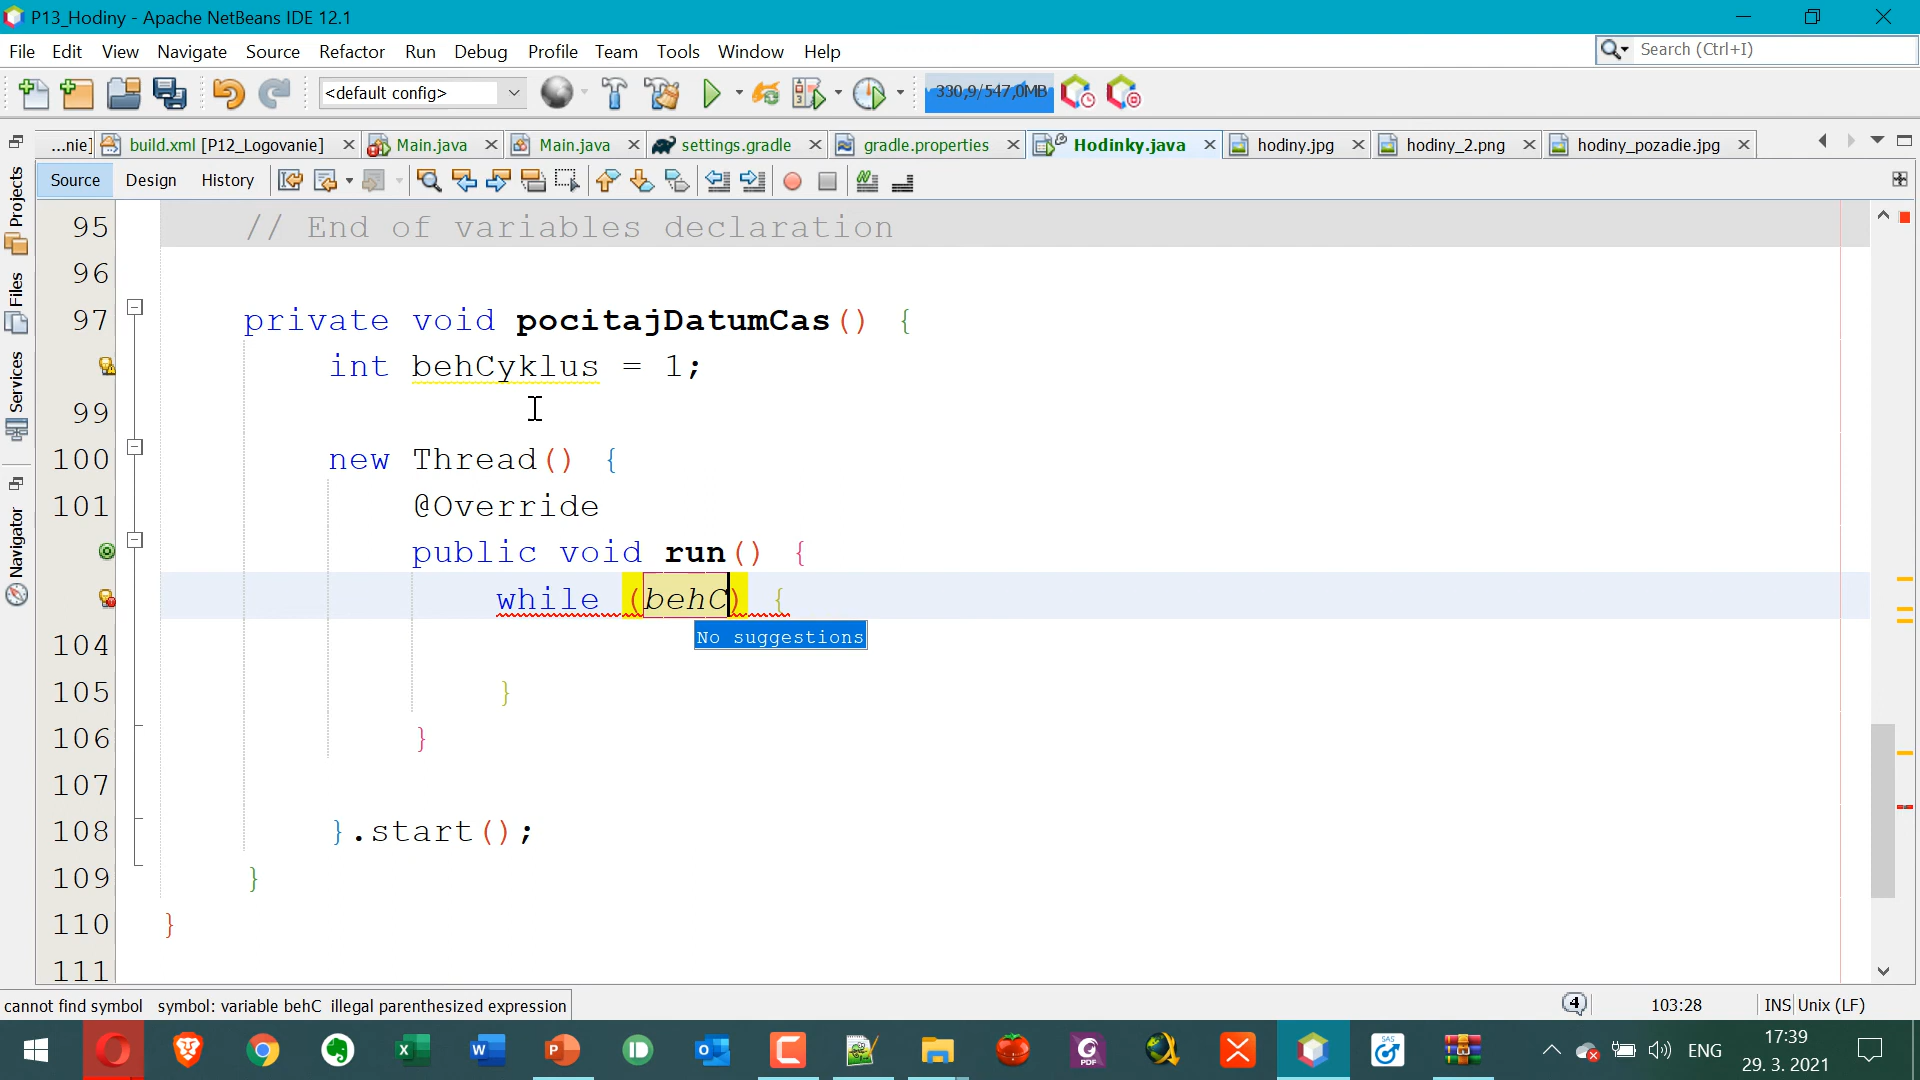 P13_Hodiny - Apache NetBeans IDE 12.1
File Edit View Navigate Source Refactor Run Debug Profile Team Tools Window Help
Search (Ctrl+I)
<default config>
330,9/547,0MB
...nie] build.xml [P12_Logovanie] Main.java Main.java settings.gradle gradle.properties Hodinky.java hodiny.jpg hodiny_2.png hodiny_pozadie.jpg
Source Design History
Projects
Files
Services
Navigator
95 // End of variables declaration
96
97 private void pocitajDatumCas() {
int behCyklus = 1;
99
100 new Thread() {
101 @Override
public void run() {
while (behC) {
No suggestions
104
105 }
106 }
107
108 }.start();
109 }
110 }
111
cannot find symbol symbol: variable behC illegal parenthesized expression
4
103:28
INS Unix (LF)
ENG
17:39
29. 3. 2021